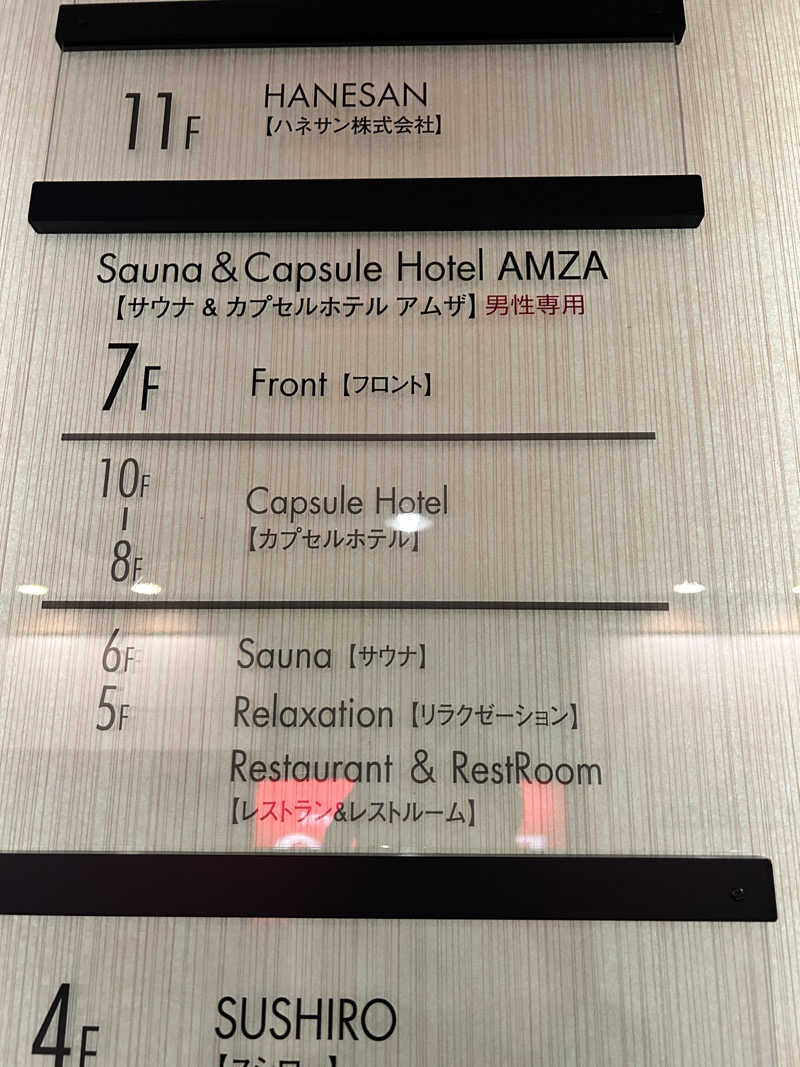 11F HANESAN
【ハネサン株式会社】
Sauna & Capsule Hotel AMZA
【サウナ & カプセルホテル アムザ】男性専用
7F Front【フロント】
10F
-
8F
Capsule Hotel
【カプセルホテル】
6F Sauna【サウナ】
5F Relaxation【リラクゼーション】
Restaurant & RestRoom
【レストラン&レストルーム】
4F SUSHIRO
【スシロー】